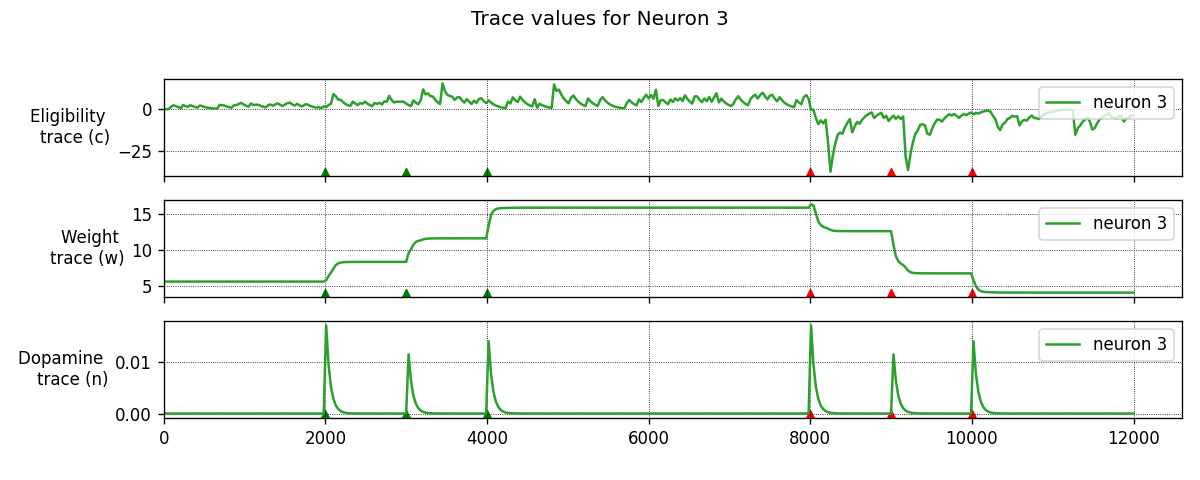 Trace values for Neuron 3
Eligibility
trace (c)
0
−25
neuron 3
Weight
trace (w)
15
10
5
neuron 3
Dopamine
trace (n)
0.01
0.00
neuron 3
0 2000 4000 6000 8000 10000 12000